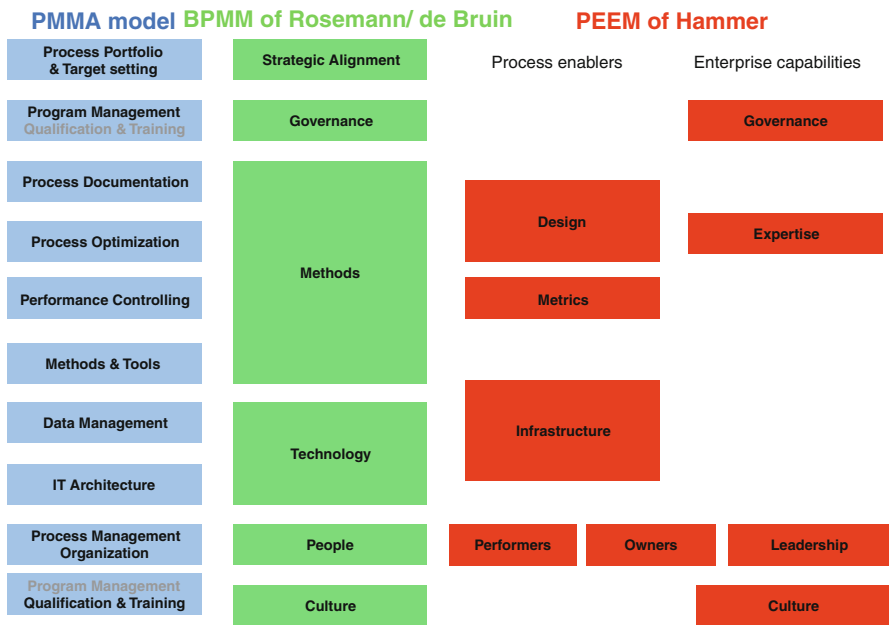 PMMA model BPMM of Rosemann/ de Bruin PEEM of Hammer
Process Portfolio
& Target setting
Strategic Alignment
Process enablers
Enterprise capabilities
Program Management
Qualification & Training
Governance
Governance
Process Documentation
Process Optimization
Performance Controlling
Methods & Tools
Methods
Design
Metrics
Expertise
Data Management
IT Architecture
Technology
Infrastructure
Process Management
Organization
People
Performers
Owners
Leadership
Program Management
Qualification & Training
Culture
Culture